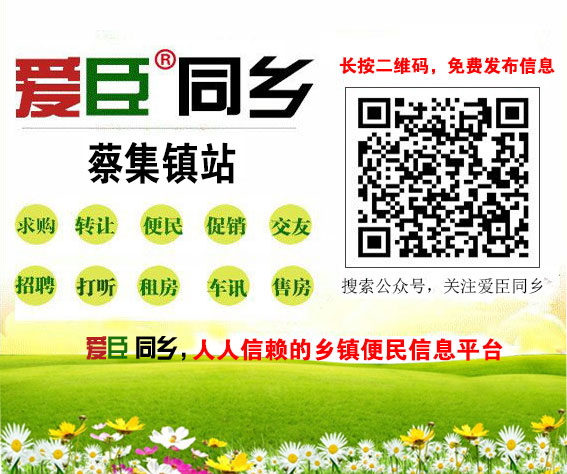 爱臣®同乡
蔡集镇站
求购 转让 便民 促销 交友
招聘 打听 租房 车讯 售房
长按二维码，免费发布信息
搜索公众号，关注爱臣同乡
爱臣同乡，人人信赖的乡镇便民信息平台